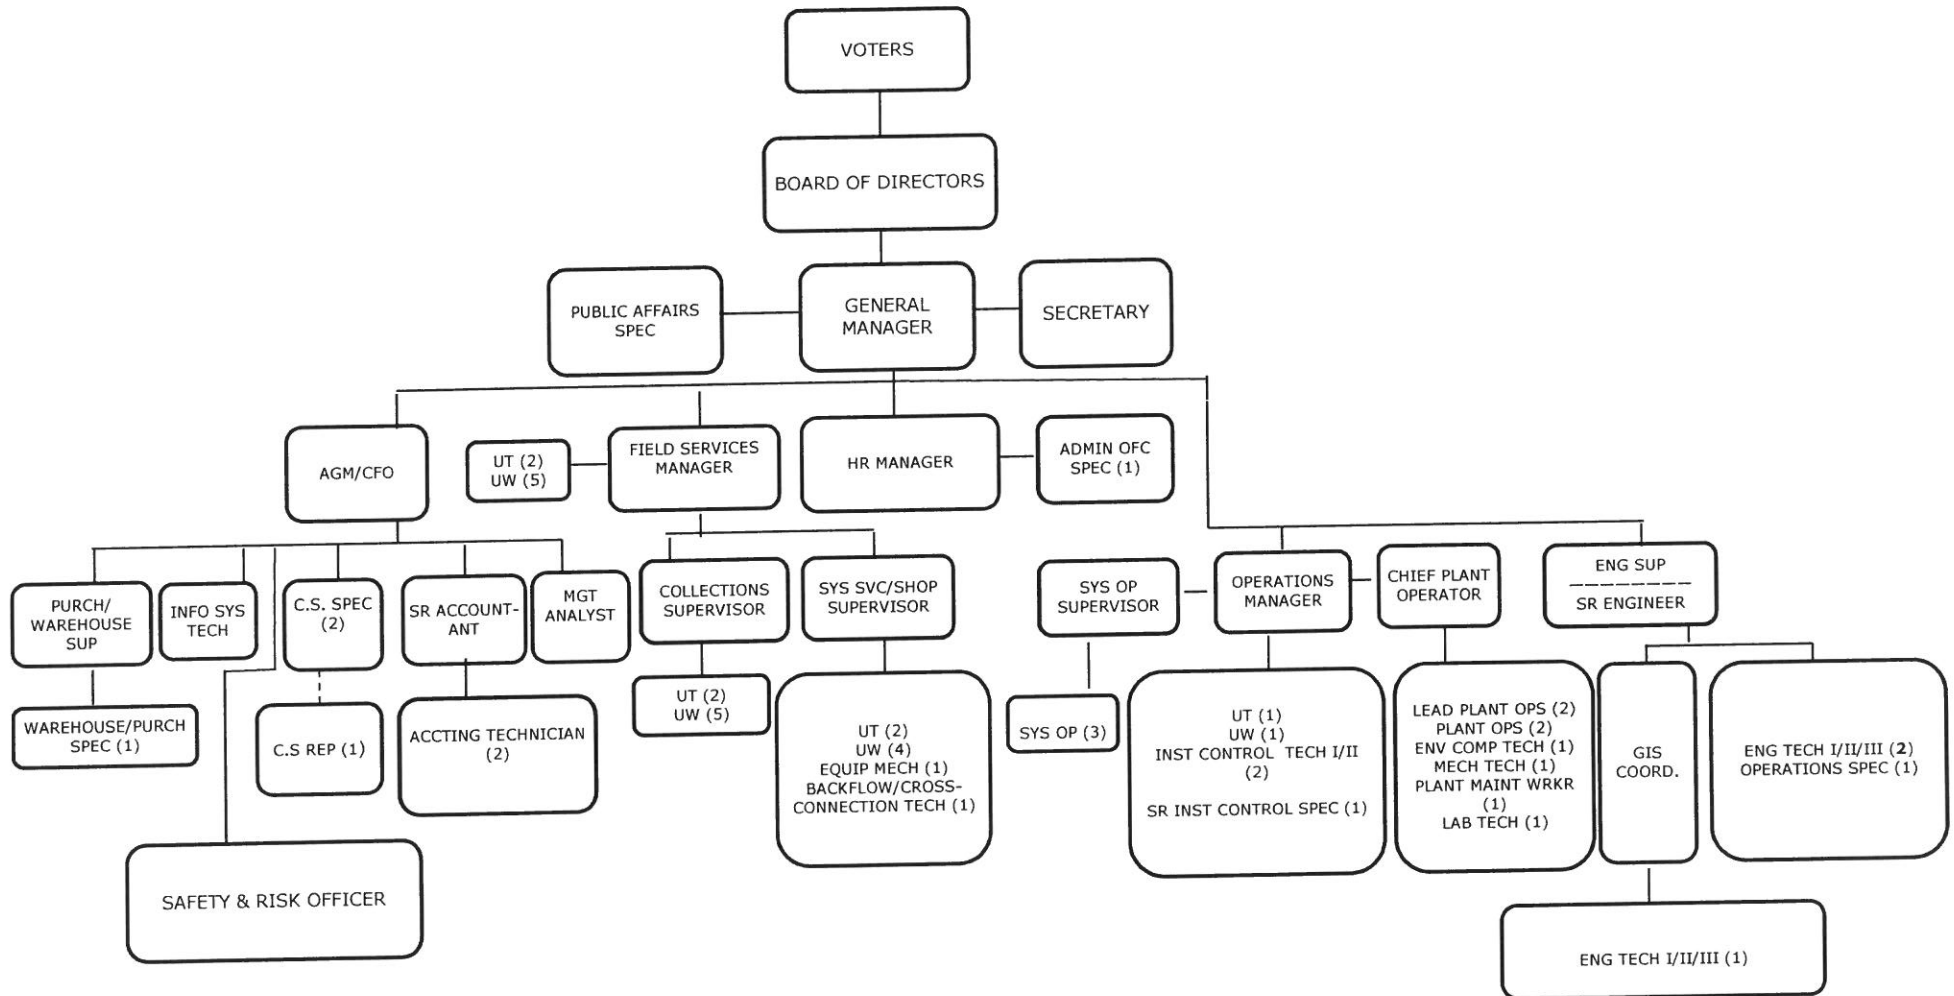 VOTERS
BOARD OF DIRECTORS
PUBLIC AFFAIRS
SPEC
GENERAL
MANAGER
SECRETARY
AGM/CFO
UT (2)
UW (5)
FIELD SERVICES
MANAGER
HR MANAGER
ADMIN OFC
SPEC (1)
PURCH/
WAREHOUSE
SUP
INFO SYS
TECH
C.S. SPEC
(2)
SR ACCOUNT-
ANT
MGT
ANALYST
COLLECTIONS
SUPERVISOR
SYS SVC/SHOP
SUPERVISOR
SYS OP
SUPERVISOR
OPERATIONS
MANAGER
CHIEF PLANT
OPERATOR
ENG SUP
SR ENGINEER
WAREHOUSE/PURCH
SPEC (1)
C.S REP (1)
ACCTING TECHNICIAN
(2)
UT (2)
UW (5)
UT (2)
UW (4)
EQUIP MECH (1)
BACKFLOW/CROSS-
CONNECTION TECH (1)
SYS OP (3)
UT (1)
UW (1)
INST CONTROL TECH I/II
(2)
SR INST CONTROL SPEC (1)
LEAD PLANT OPS (2)
PLANT OPS (2)
ENV COMP TECH (1)
MECH TECH (1)
PLANT MAINT WRKR
(1)
LAB TECH (1)
GIS
COORD.
ENG TECH I/II/III (2)
OPERATIONS SPEC (1)
SAFETY & RISK OFFICER
ENG TECH I/II/III (1)